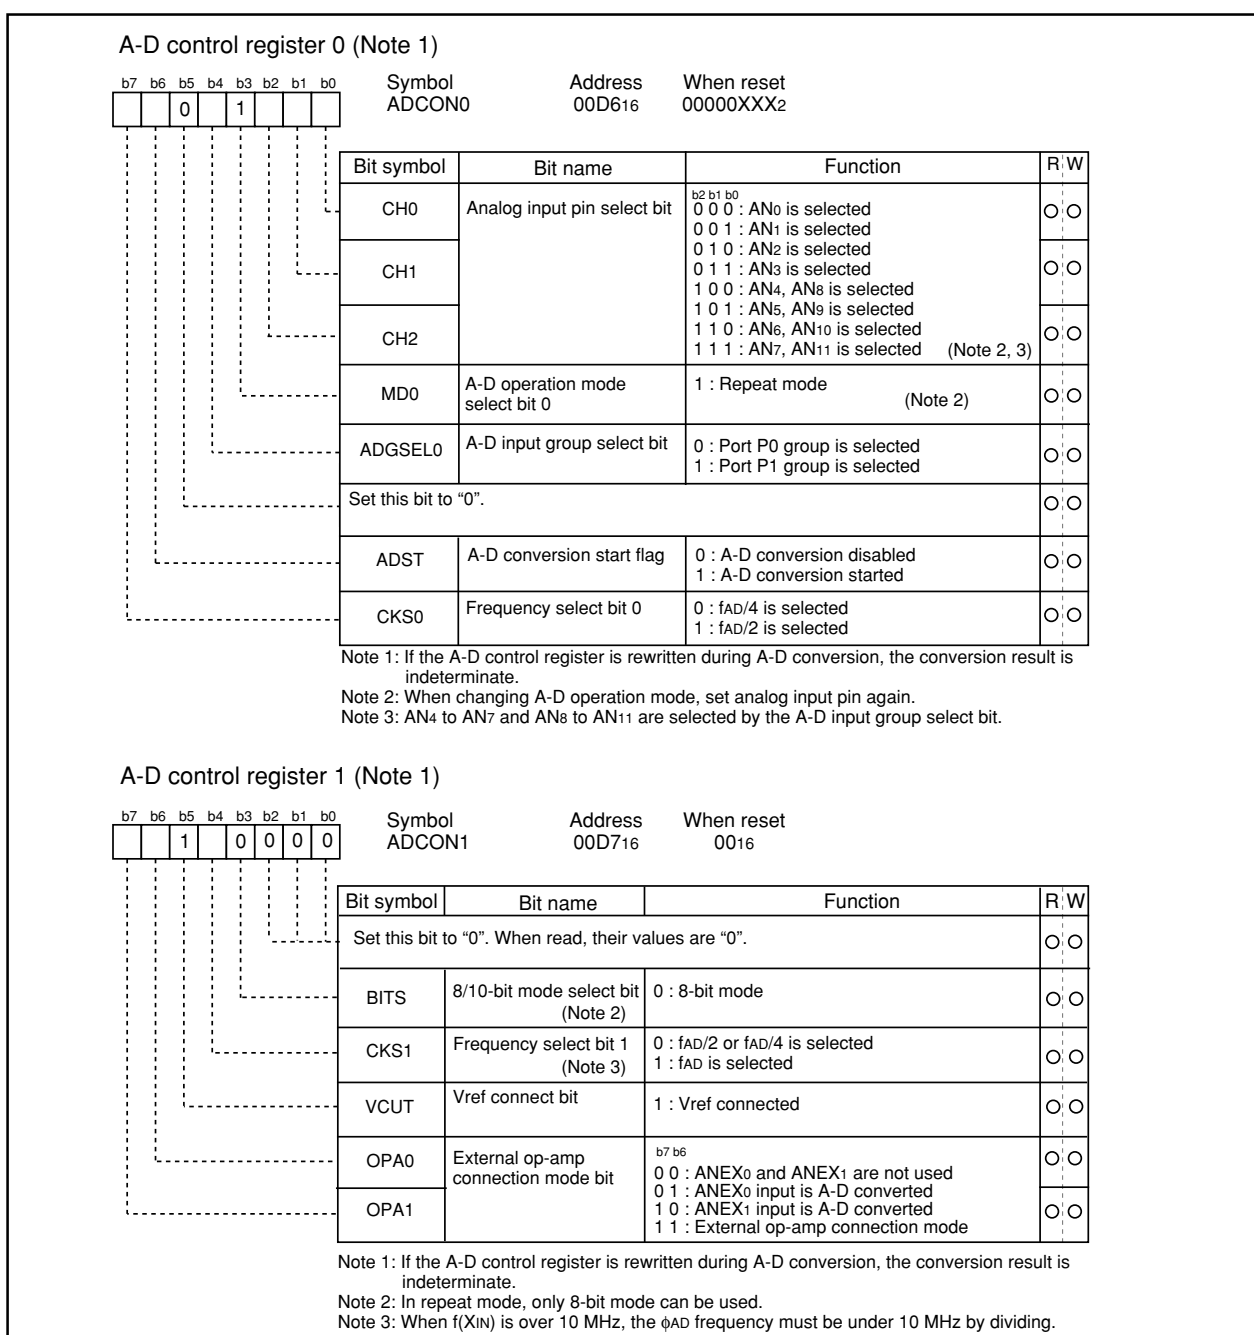 A-D control register 0 (Note 1)
b7 b6 b5 b4 b3 b2 b1 b0
Symbol Address When reset
0 1
ADCON0 00D616 00000XXX2
Bit symbol Bit name Function R W
CH0 Analog input pin select bit
b2 b1 b0
0 0 0 : AN0 is selected
0 0 1 : AN1 is selected
0 1 0 : AN2 is selected
CH1
0 1 1 : AN3 is selected
1 0 0 : AN4, AN8 is selected
1 0 1 : AN5, AN9 is selected
CH2
1 1 0 : AN6, AN10 is selected
1 1 1 : AN7, AN11 is selected (Note 2, 3)
MD0
A-D operation mode
select bit 0
1 : Repeat mode
(Note 2)
ADGSEL0
A-D input group select bit
0 : Port P0 group is selected
1 : Port P1 group is selected
Set this bit to “0”.
ADST
A-D conversion start flag
0 : A-D conversion disabled
1 : A-D conversion started
CKS0
Frequency select bit 0
0 : fAD/4 is selected
1 : fAD/2 is selected
Note 1: If the A-D control register is rewritten during A-D conversion, the conversion result is
indeterminate.
Note 2: When changing A-D operation mode, set analog input pin again.
Note 3: AN4 to AN7 and AN8 to AN11 are selected by the A-D input group select bit.
A-D control register 1 (Note 1)
b7 b6 b5 b4 b3 b2 b1 b0
Symbol Address When reset
1 0 0 0 0
ADCON1 00D716 0016
Bit symbol Bit name Function R W
Set this bit to “0”. When read, their values are “0”.
BITS
8/10-bit mode select bit
(Note 2)
0 : 8-bit mode
CKS1
Frequency select bit 1
(Note 3)
0 : fAD/2 or fAD/4 is selected
1 : fAD is selected
VCUT
Vref connect bit
1 : Vref connected
OPA0
External op-amp
connection mode bit
b7 b6
0 0 : ANEX0 and ANEX1 are not used
0 1 : ANEX0 input is A-D converted
OPA1
1 0 : ANEX1 input is A-D converted
1 1 : External op-amp connection mode
Note 1: If the A-D control register is rewritten during A-D conversion, the conversion result is
indeterminate.
Note 2: In repeat mode, only 8-bit mode can be used.
Note 3: When f(XIN) is over 10 MHz, the ϕAD frequency must be under 10 MHz by dividing.